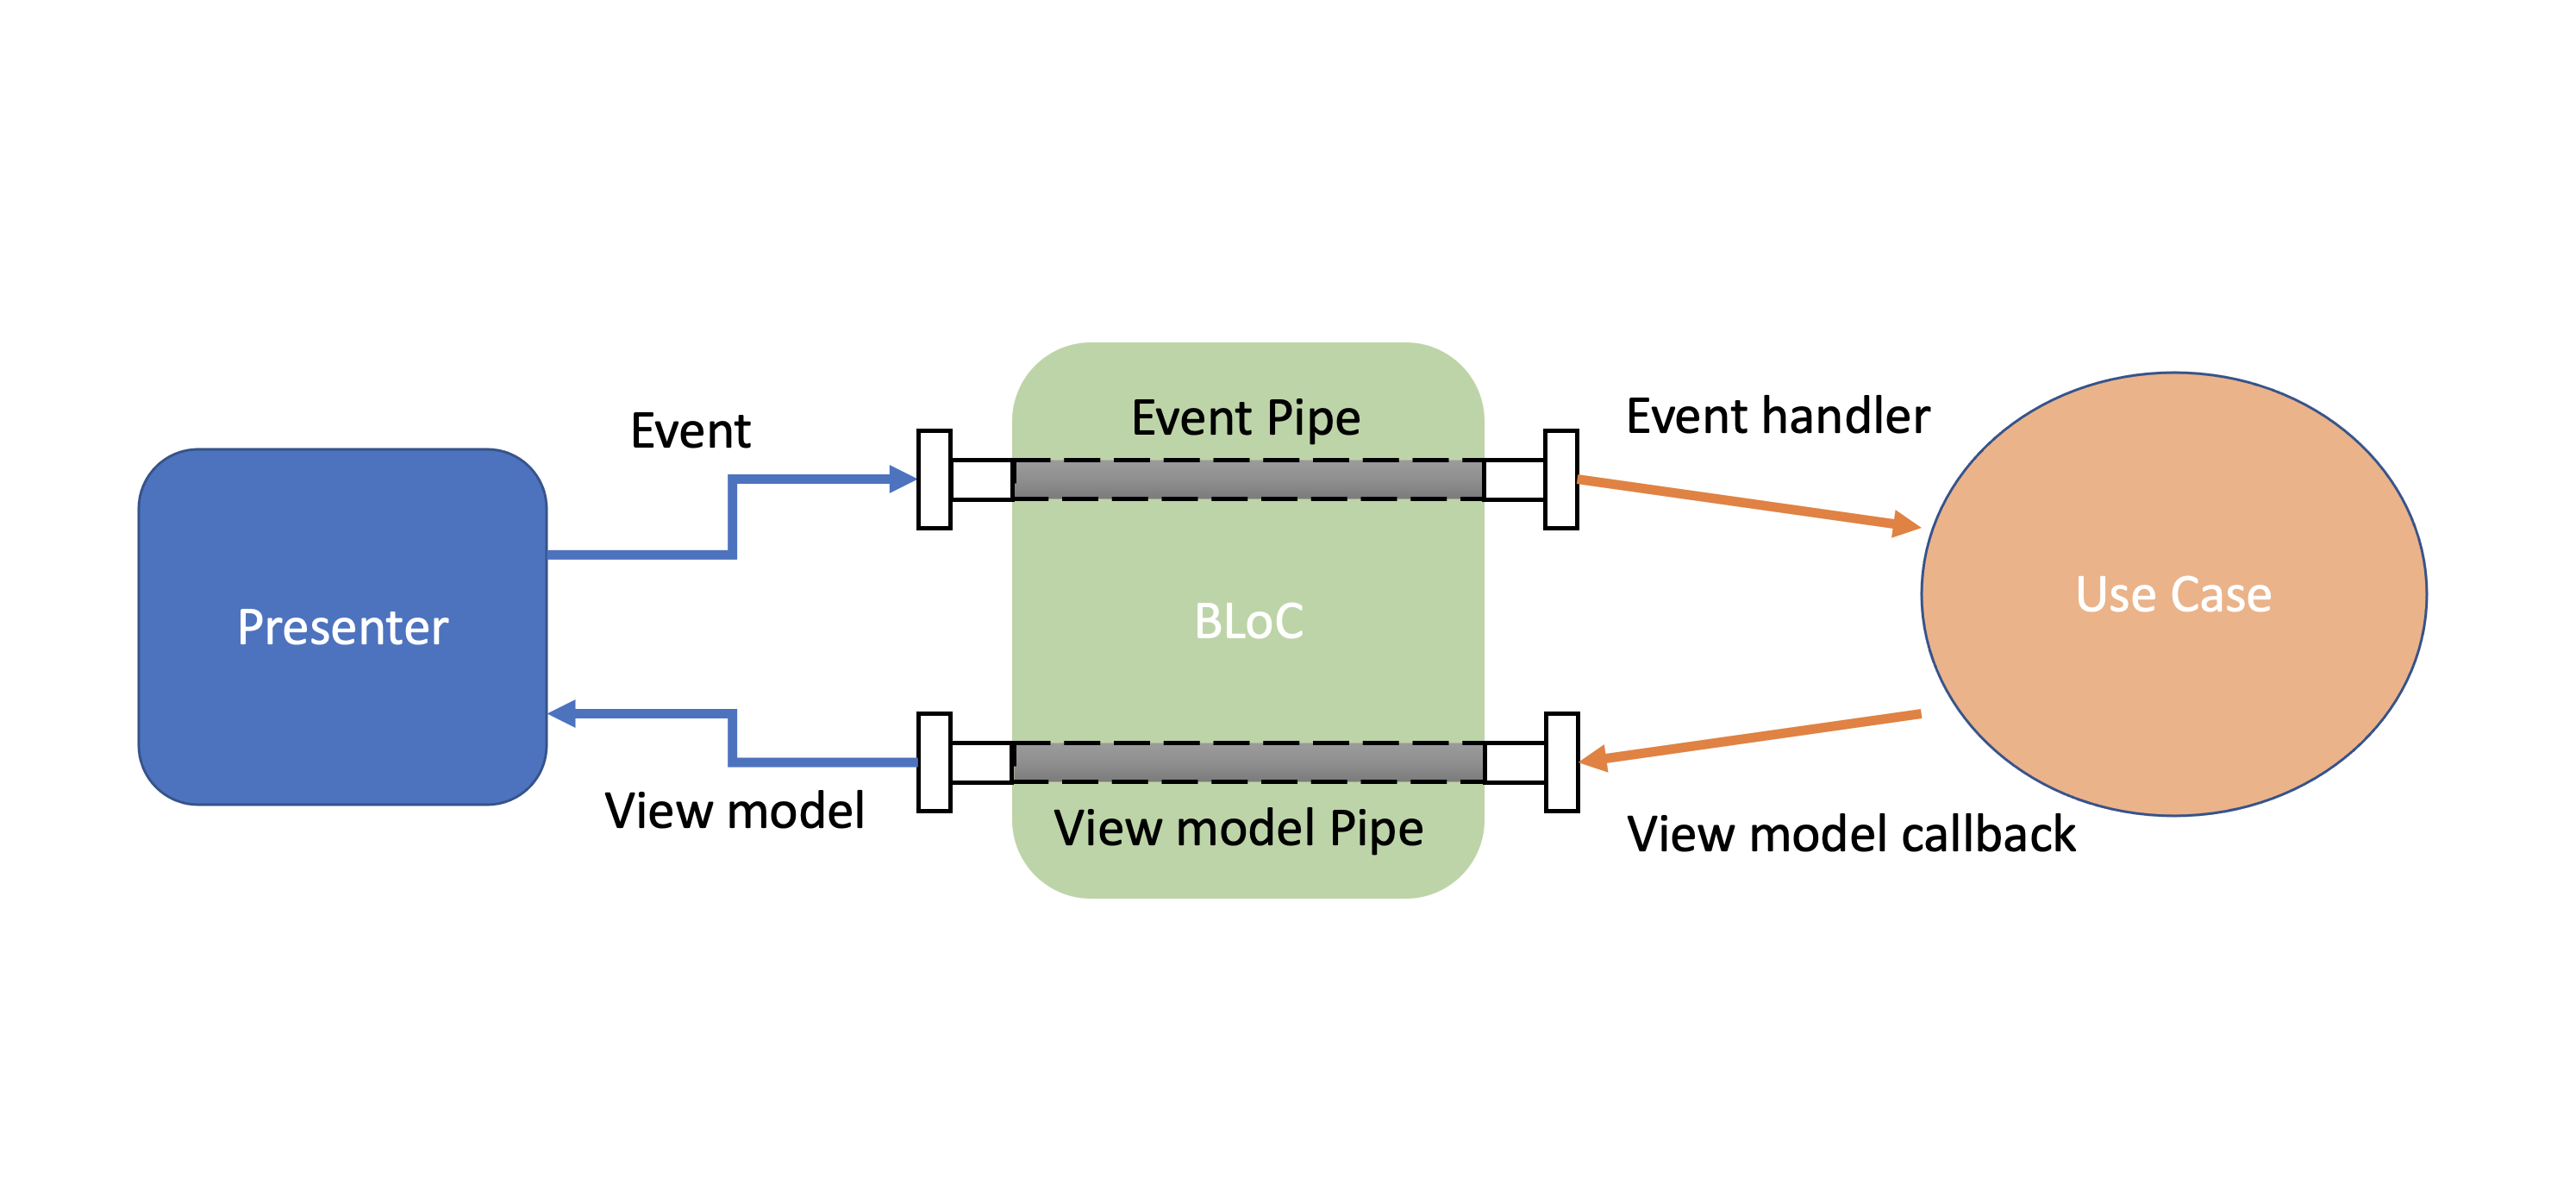 Presenter
Event
View model
Event Pipe
BLoC
View model Pipe
Event handler
View model callback
Use Case